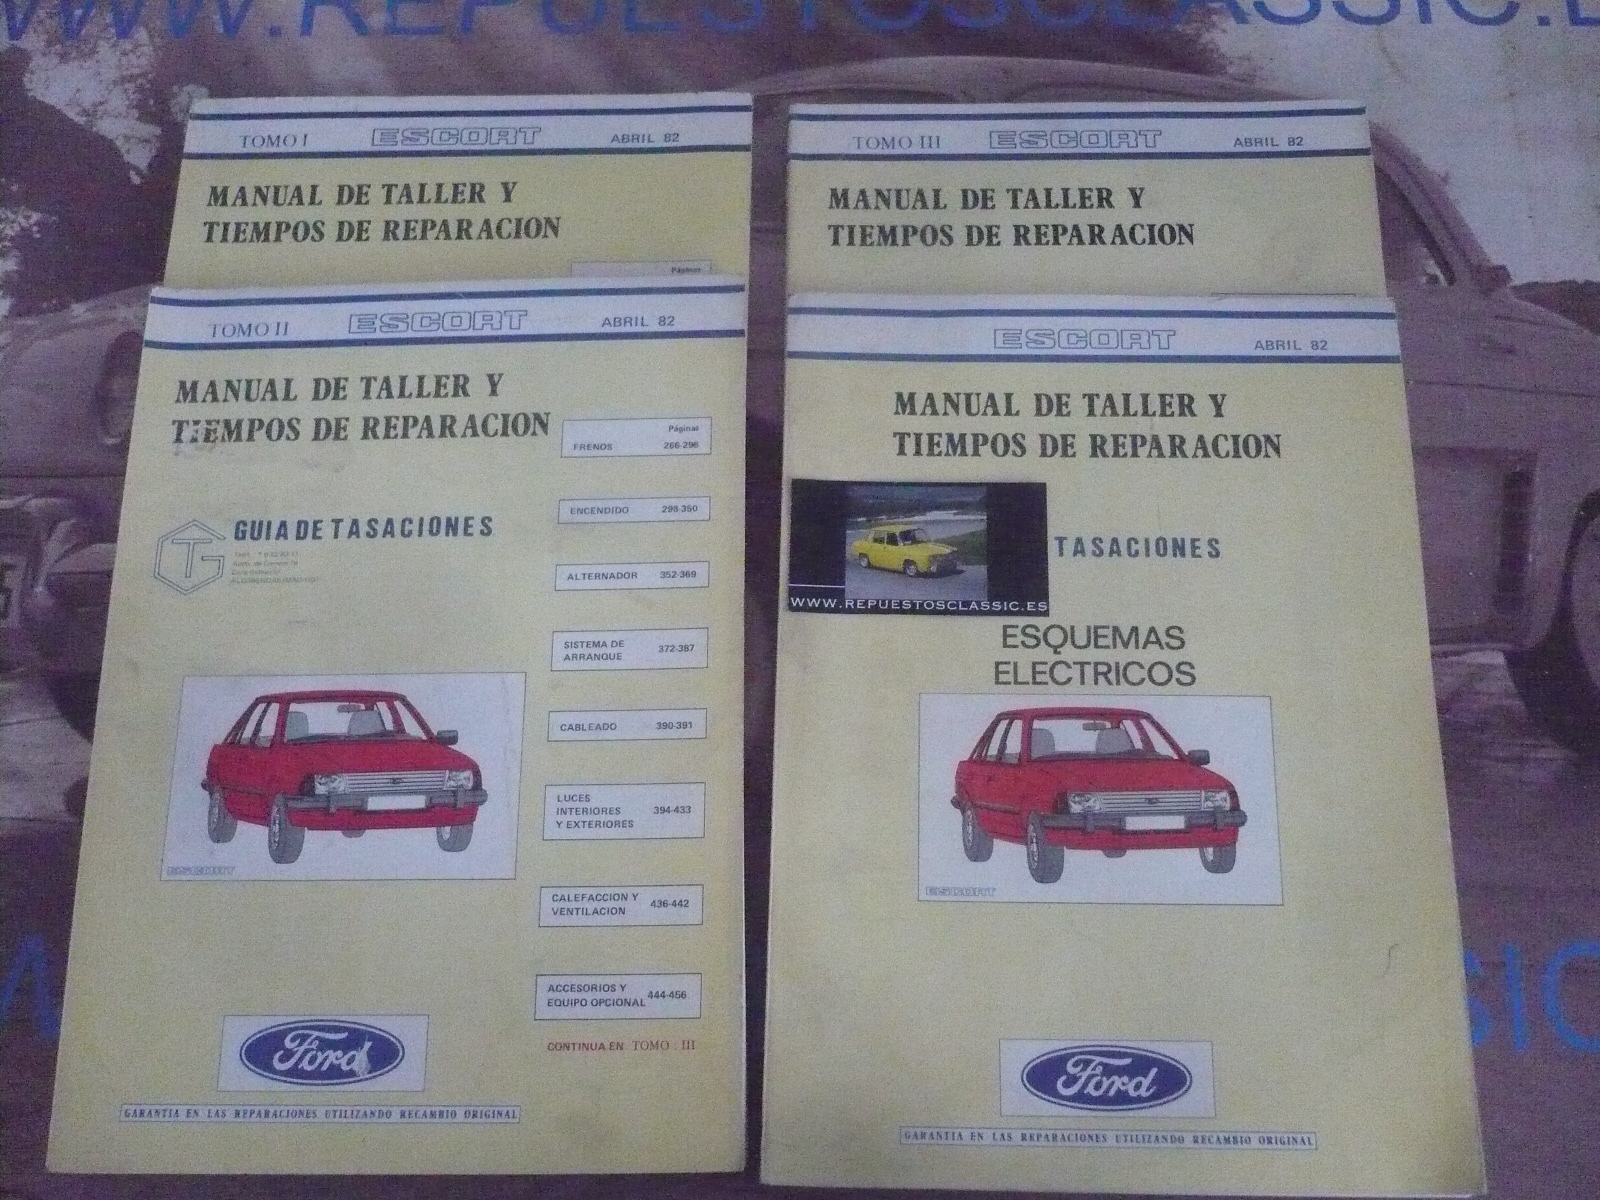 WWW.REPUESTOSCLASSIC.E
TOMO I ESCORT ABRIL 82
MANUAL DE TALLER Y
TIEMPOS DE REPARACION
Páginas
TOMO III ESCORT ABRIL 82
MANUAL DE TALLER Y
TIEMPOS DE REPARACION
TOMO II ESCORT ABRIL 82
MANUAL DE TALLER Y
TIEMPOS DE REPARACION
Páginas
FRENOS 266-296
ENCENDIDO 298-350
TG GUIA DE TASACIONES
ALTERNADOR 352-369
SISTEMA DE
ARRANQUE 372-387
CABLEADO 390-391
LUCES
INTERIORES 394-433
Y EXTERIORES
ESCORT
CALEFACCION Y
VENTILACION 436-442
ACCESORIOS Y
EQUIPO OPCIONAL 444-456
CONTINUA EN TOMO : III
Ford
GARANTIA EN LAS REPARACIONES UTILIZANDO RECAMBIO ORIGINAL
ESCORT ABRIL 82
MANUAL DE TALLER Y
TIEMPOS DE REPARACION
TASACIONES
WWW.REPUESTOSCLASSIC.ES
ESQUEMAS
ELECTRICOS
ESCORT
Ford
GARANTIA EN LAS REPARACIONES UTILIZANDO RECAMBIO ORIGINAL
SIC